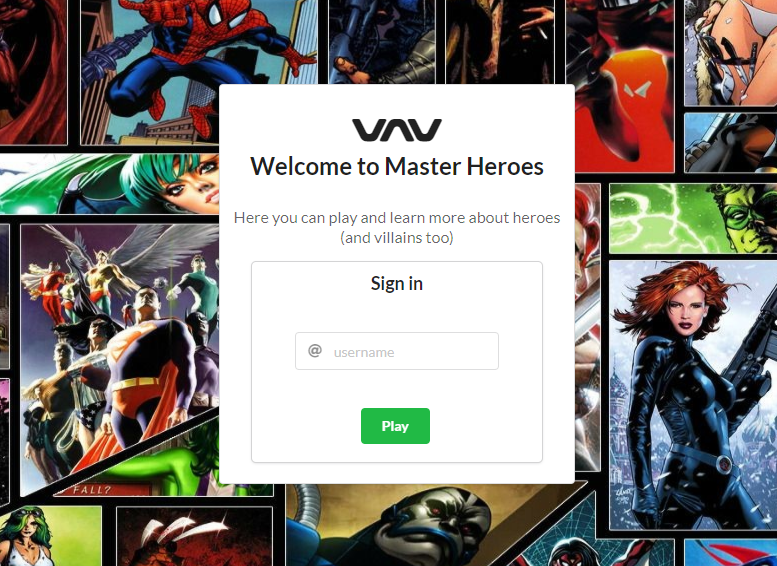 VAV
Welcome to Master Heroes
Here you can play and learn more about heroes
(and villains too)
Sign in
@ username
Play
FALL?